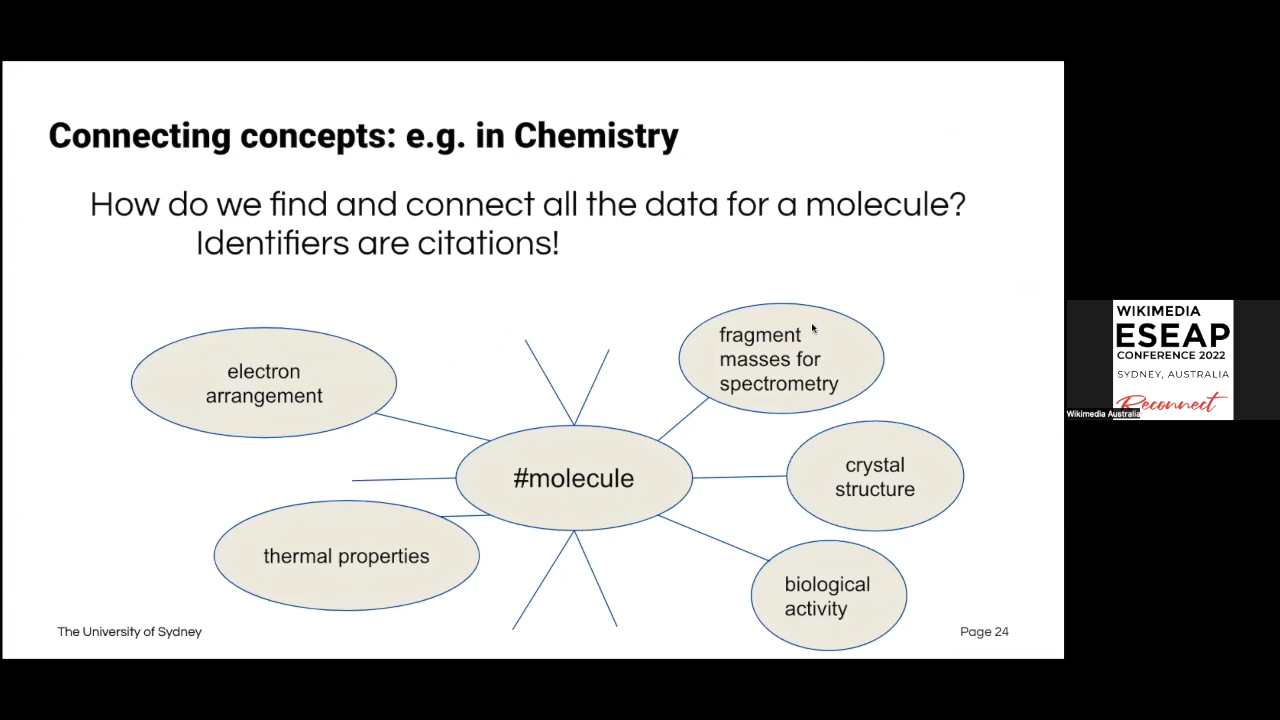 Connecting concepts: e.g. in Chemistry
How do we find and connect all the data for a molecule?
Identifiers are citations!
electron
arrangement
fragment
masses for
spectrometry
#molecule
crystal
structure
thermal properties
biological
activity
The University of Sydney
Page 24
WIKIMEDIA
ESEAP
CONFERENCE 2022
SYDNEY, AUSTRALIA
Reconnect
Wikimedia Australia